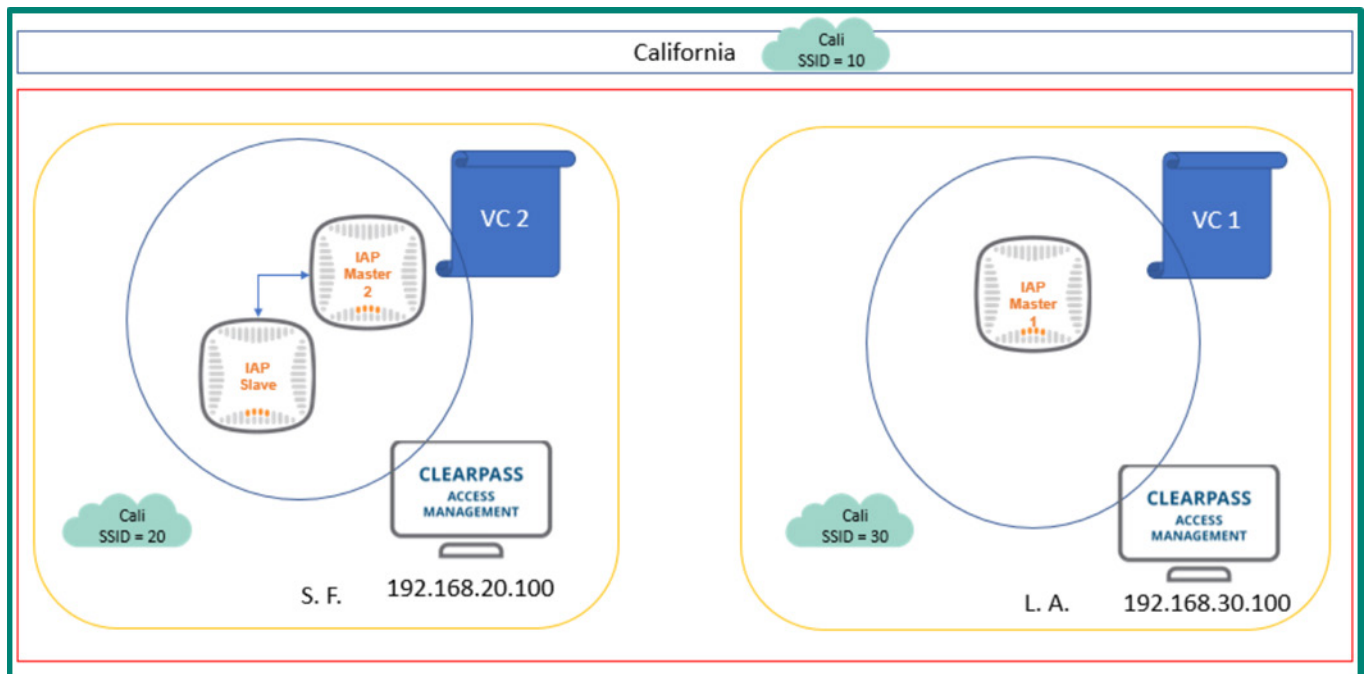 California
Cali
SSID = 10
VC 2
IAP
Master
2
IAP
Slave
CLEARPASS
ACCESS
MANAGEMENT
Cali
SSID = 20
S. F.
192.168.20.100
VC 1
IAP
Master
1
CLEARPASS
ACCESS
MANAGEMENT
Cali
SSID = 30
L. A.
192.168.30.100